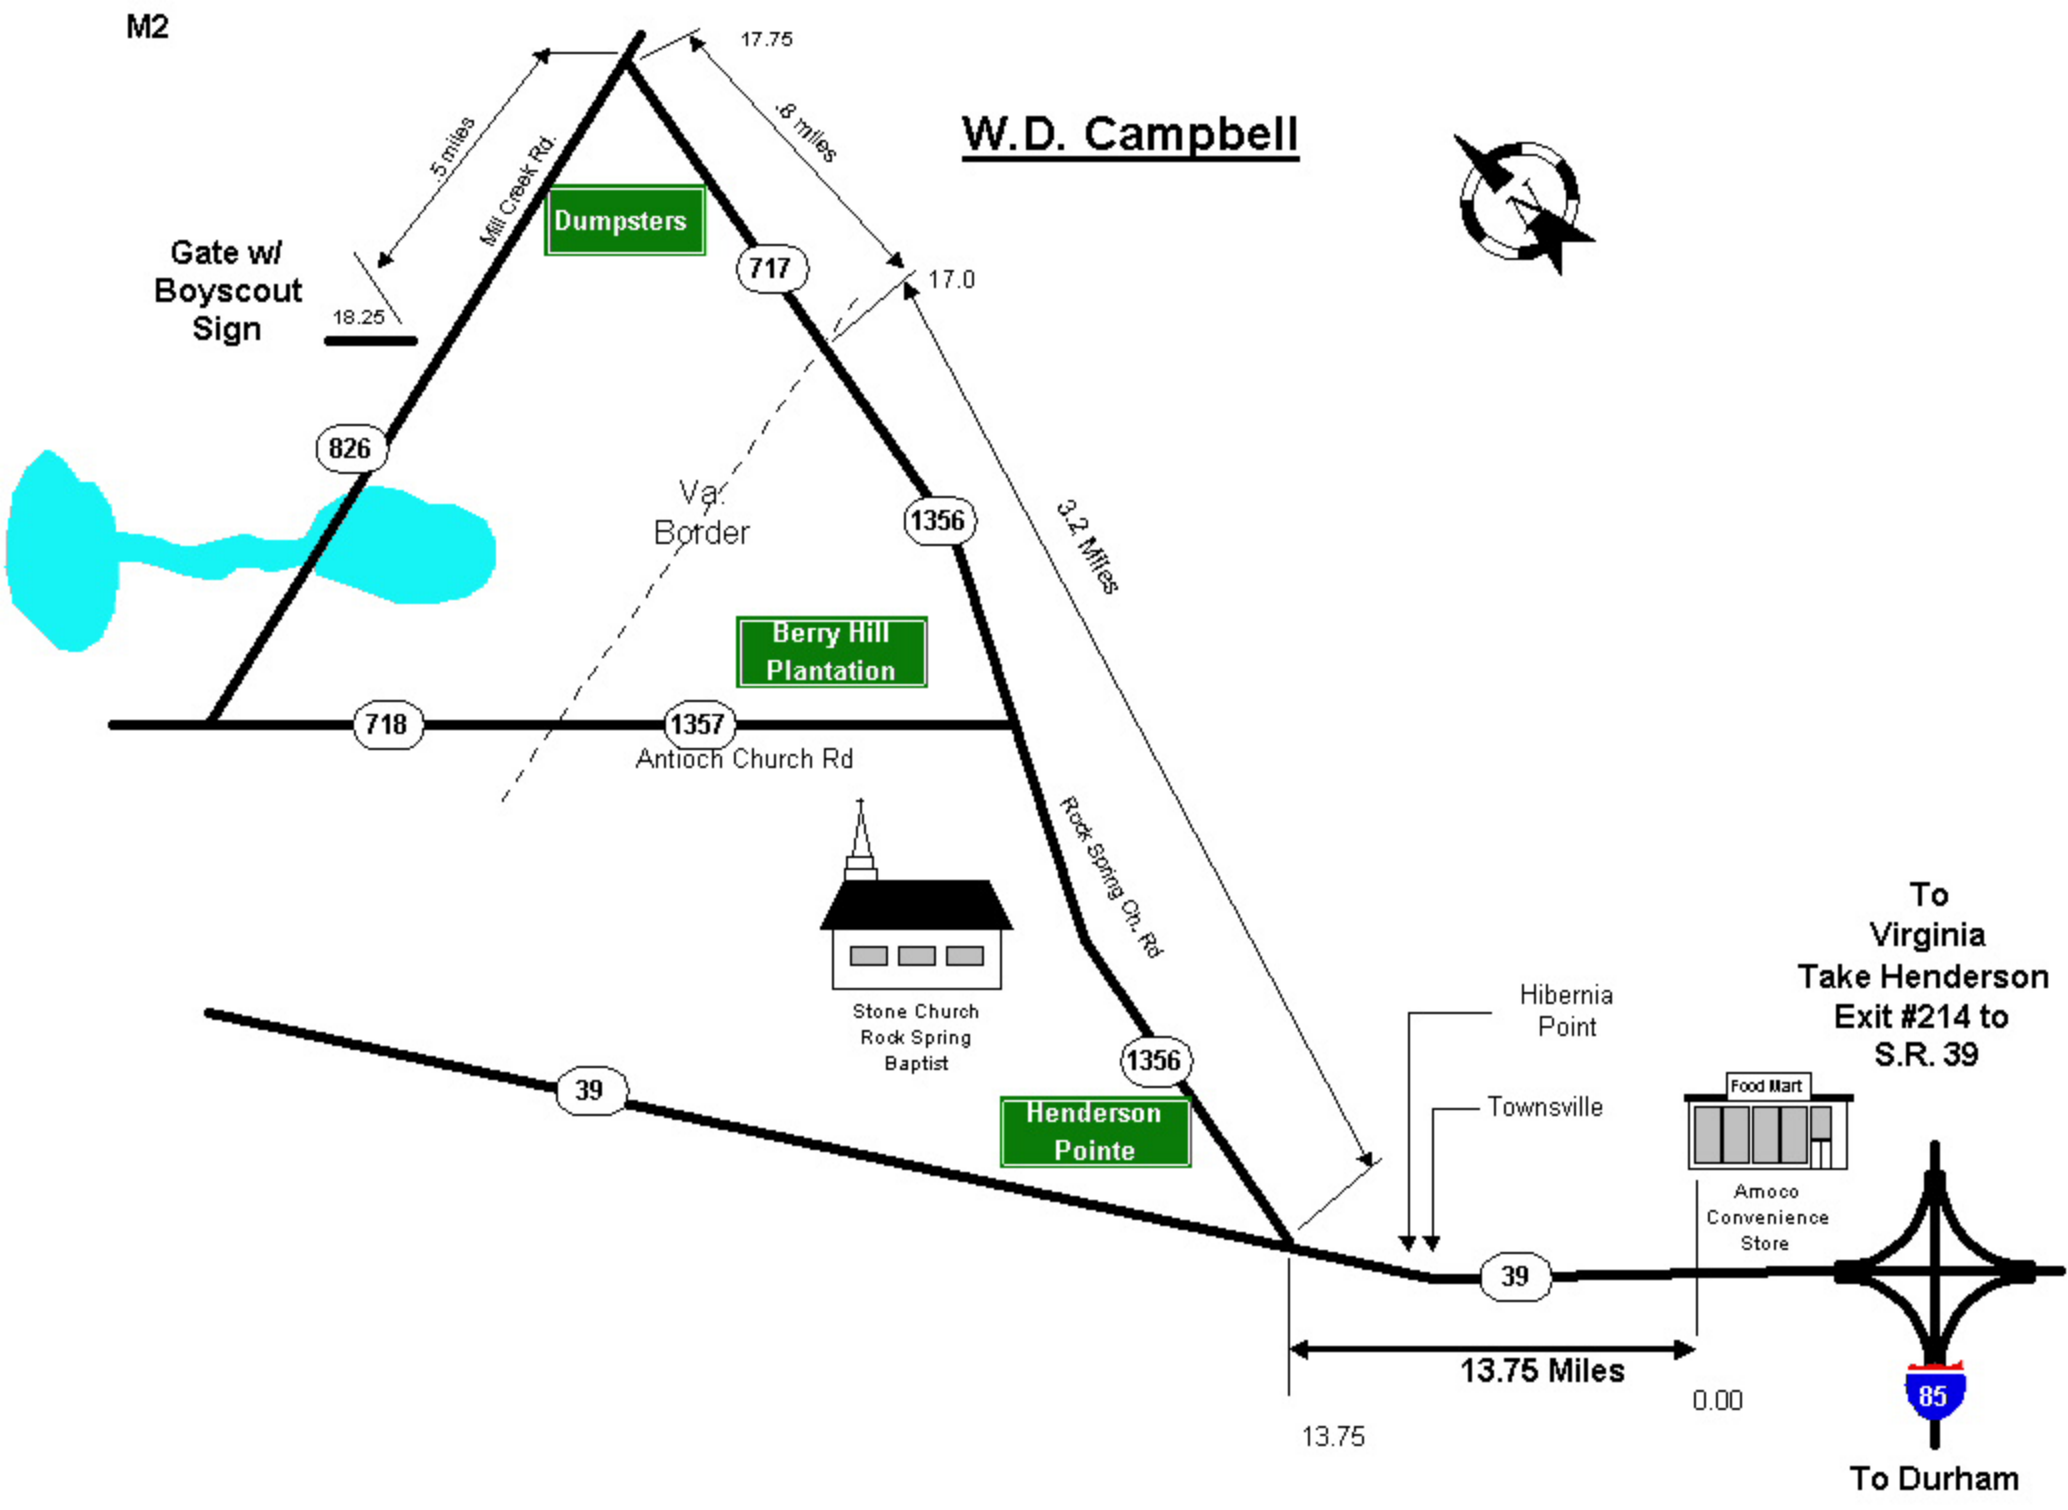 M2
17.75
.8 miles
W.D. Campbell
.5 miles
Mill Creek Rd.
Dumpsters
N
Gate w/
Boyscout
Sign
717
17.0
18.25
826
Va.
Border
1356
3.2 Miles
Berry Hill
Plantation
718
1357
Antioch Church Rd
Rock Spring Ch. Rd
Stone Church
Rock Spring
Baptist
To
Virginia
Take Henderson
Exit #214 to
S.R. 39
Hibernia
Point
1356
39
Henderson
Pointe
Townsville
Food Mart
Amoco
Convenience
Store
39
13.75 Miles
0.00
13.75
85
To Durham